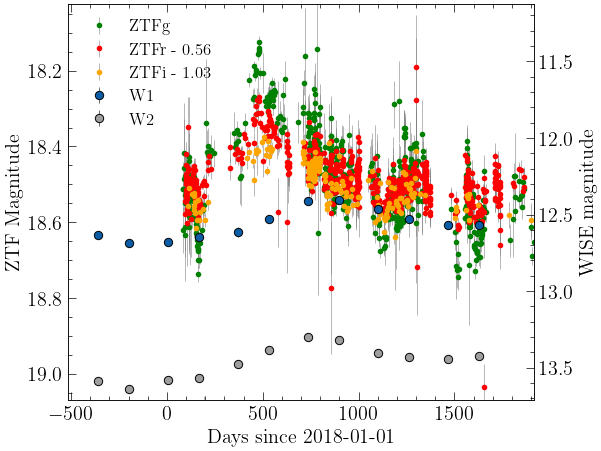 ZTFg
ZTFr - 0.56
ZTFi - 1.03
W1
W2
ZTF Magnitude
18.2
18.4
18.6
18.8
19.0
WISE magnitude
11.5
12.0
12.5
13.0
13.5
−500
0
500
1000
1500
Days since 2018-01-01